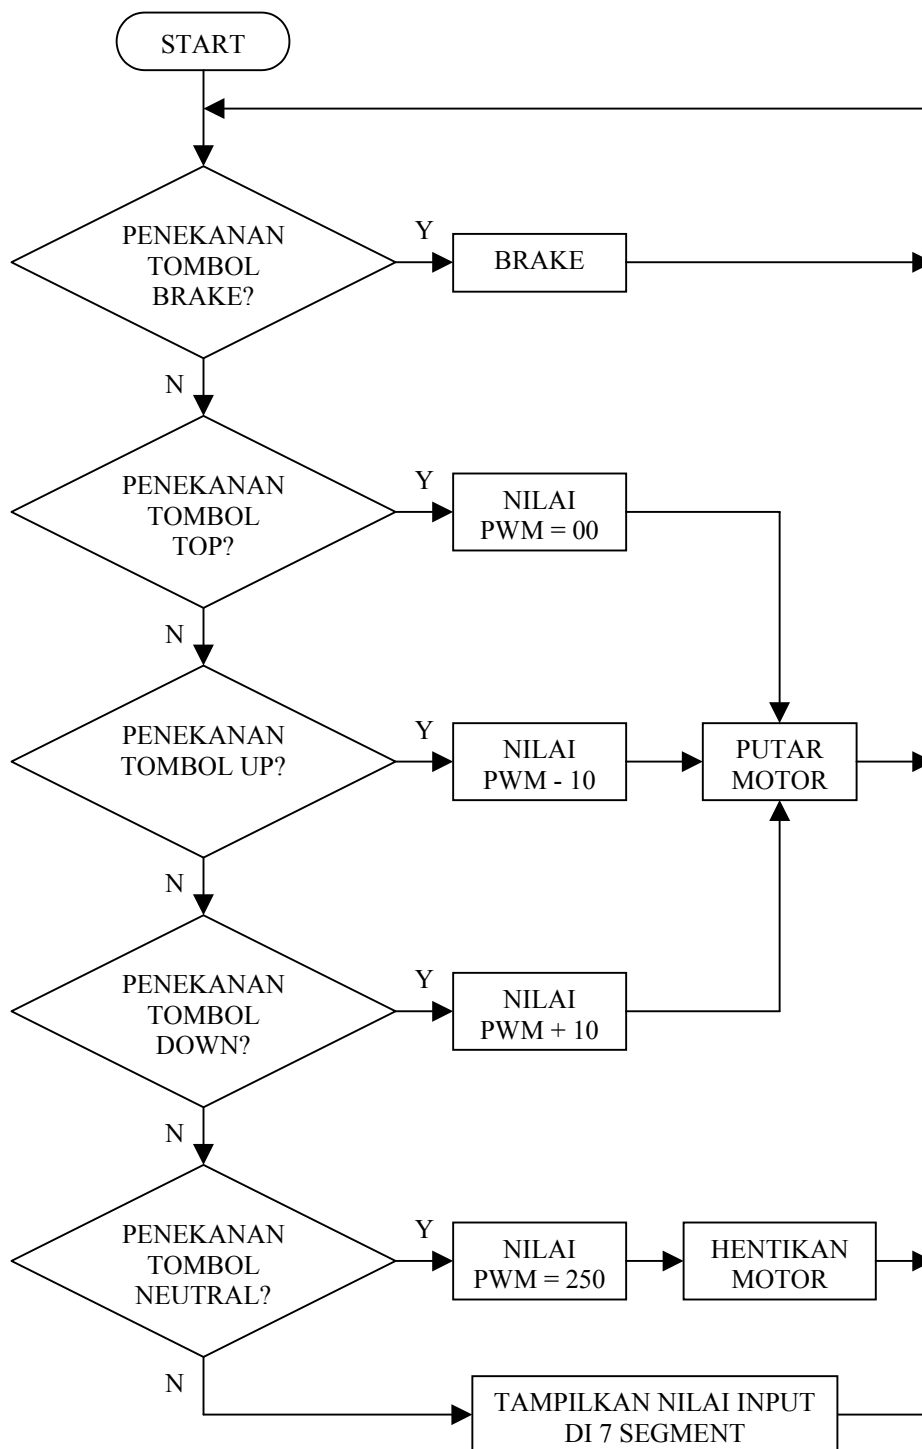 START
PENEKANAN
TOMBOL
BRAKE?
Y
BRAKE
N
PENEKANAN
TOMBOL
TOP?
Y
NILAI
PWM = 00
N
PENEKANAN
TOMBOL UP?
Y
NILAI
PWM - 10
PUTAR
MOTOR
N
PENEKANAN
TOMBOL
DOWN?
Y
NILAI
PWM + 10
N
PENEKANAN
TOMBOL
NEUTRAL?
Y
NILAI
PWM = 250
HENTIKAN
MOTOR
N
TAMPILKAN NILAI INPUT
DI 7 SEGMENT